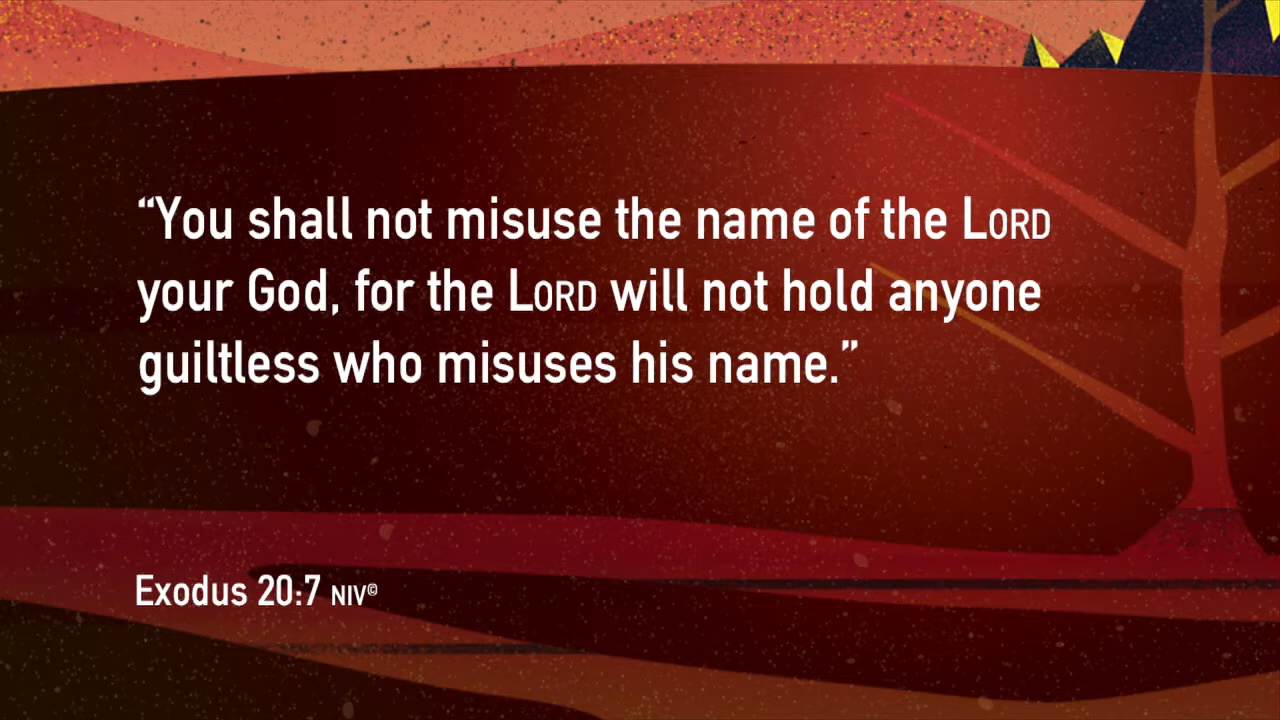 “You shall not misuse the name of the LORD
your God, for the LORD will not hold anyone
guiltless who misuses his name.”
Exodus 20:7 NIV©